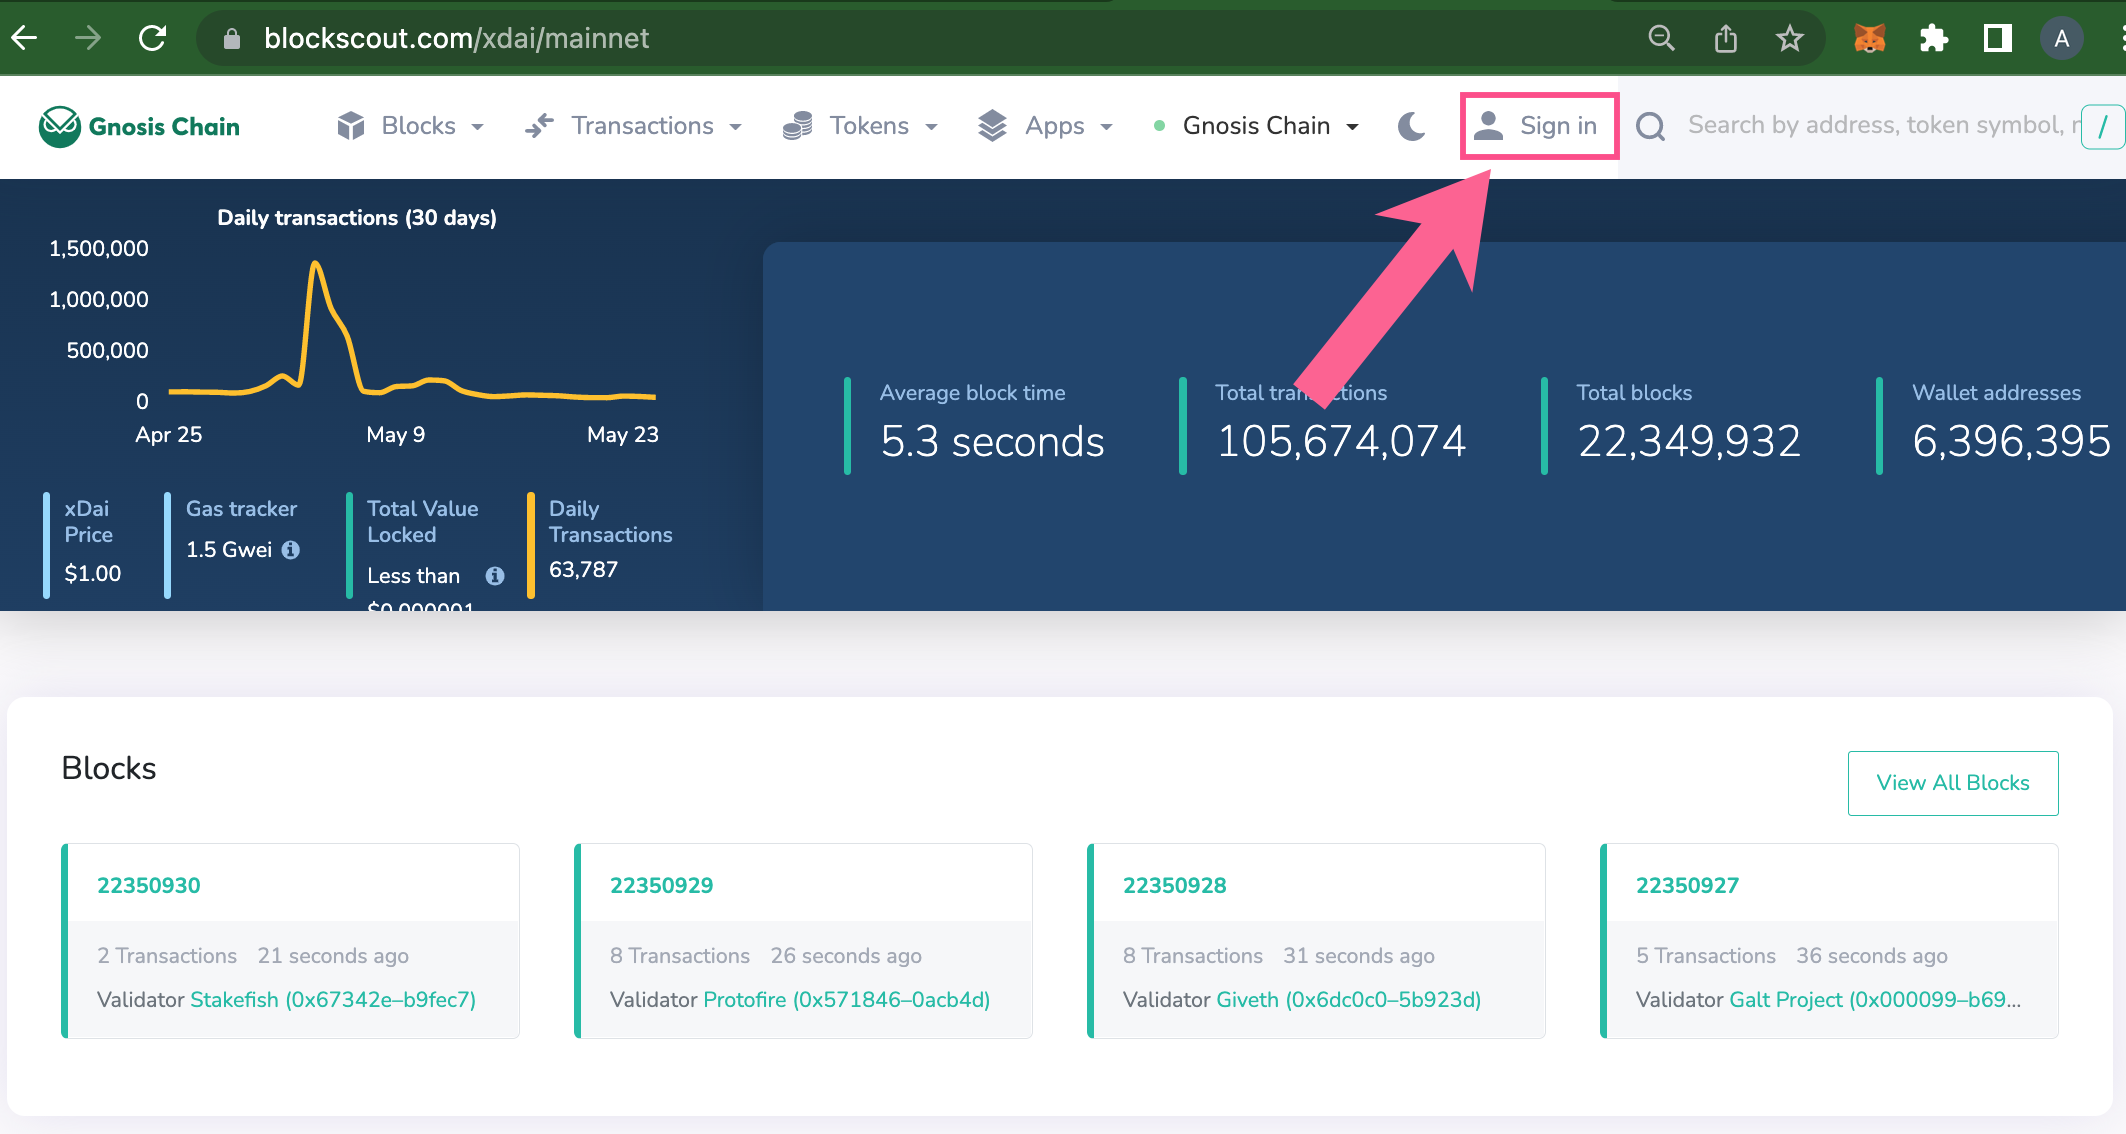 blockscout.com/xdai/mainnet
A
Gnosis Chain
Blocks
Transactions
Tokens
Apps
Gnosis Chain
Sign in
Search by address, token symbol,
/
Daily transactions (30 days)
1,500,000
1,000,000
500,000
0
Apr 25
May 9
May 23
xDai
Price
$1.00
Gas tracker
1.5 Gwei
Total Value
Locked
Less than
$0.000001
Daily
Transactions
63,787
Average block time
5.3 seconds
Total transactions
105,674,074
Total blocks
22,349,932
Wallet addresses
6,396,395
Blocks
View All Blocks
22350930
2 Transactions 21 seconds ago
Validator Stakefish (0x67342e–b9fec7)
22350929
8 Transactions 26 seconds ago
Validator Protofire (0x571846–0acb4d)
22350928
8 Transactions 31 seconds ago
Validator Giveth (0x6dc0c0–5b923d)
22350927
5 Transactions 36 seconds ago
Validator Galt Project (0x000099–b69...